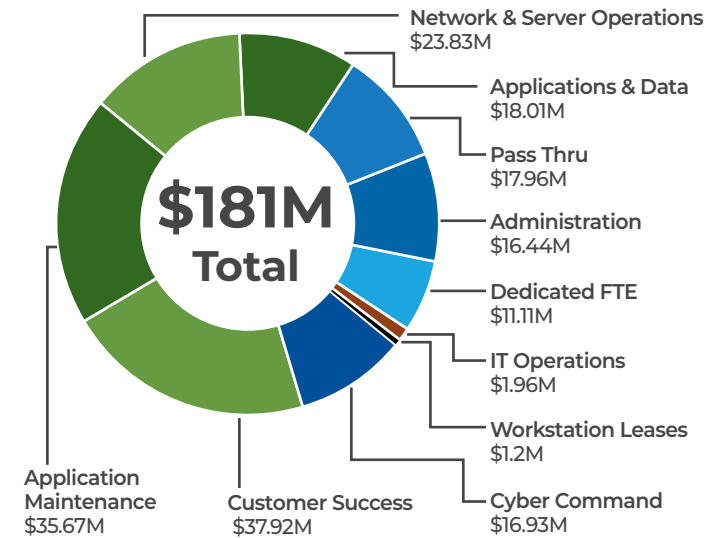 Network & Server Operations
$23.83M
Applications & Data
$18.01M
Pass Thru
$17.96M
$181M
Total
Administration
$16.44M
Dedicated FTE
$11.11M
IT Operations
$1.96M
Workstation Leases
$1.2M
Application
Maintenance
$35.67M
Customer Success
$37.92M
Cyber Command
$16.93M